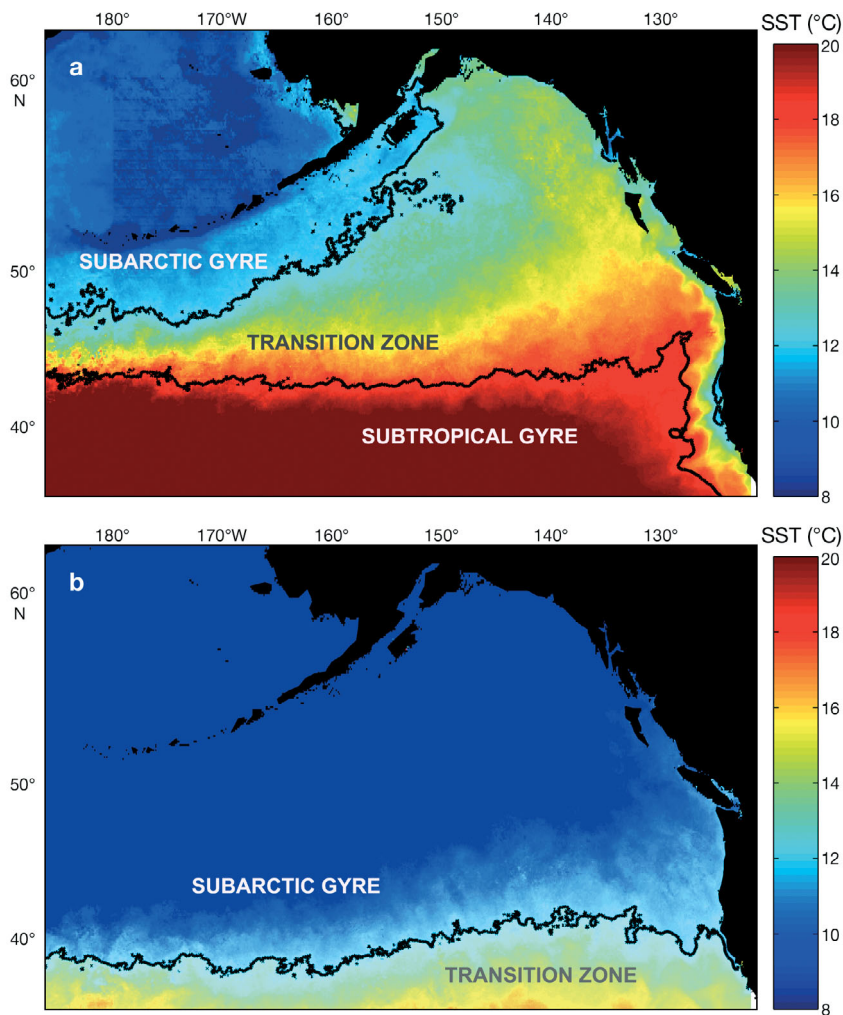 180° 170°W 160° 150° 140° 130° SST (°C)
a
60°
N
50°
40°
SUBARCTIC GYRE
TRANSITION ZONE
SUBTROPICAL GYRE
20
18
16
14
12
10
8
180° 170°W 160° 150° 140° 130° SST (°C)
b
60°
N
50°
40°
SUBARCTIC GYRE
TRANSITION ZONE
20
18
16
14
12
10
8